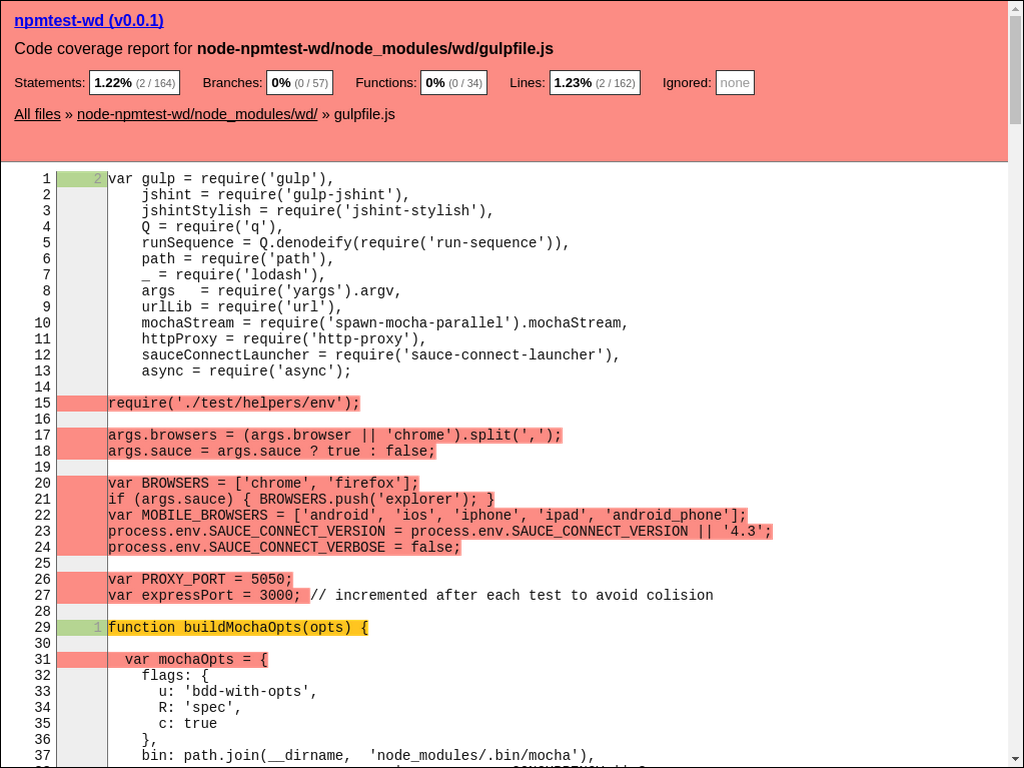 npmtest-wd (v0.0.1)
Code coverage report for node-npmtest-wd/node_modules/wd/gulpfile.js
Statements: 1.22% (2 / 164) Branches: 0% (0 / 57) Functions: 0% (0 / 34) Lines: 1.23% (2 / 162) Ignored: none
All files » node-npmtest-wd/node_modules/wd/ » gulpfile.js
1 2 var gulp = require('gulp'),
2 jshint = require('gulp-jshint'),
3 jshintStylish = require('jshint-stylish'),
4 Q = require('q'),
5 runSequence = Q.denodeify(require('run-sequence')),
6 path = require('path'),
7 _ = require('lodash'),
8 args   = require('yargs').argv,
9 urlLib = require('url'),
10 mochaStream = require('spawn-mocha-parallel').mochaStream,
11 httpProxy = require('http-proxy'),
12 sauceConnectLauncher = require('sauce-connect-launcher'),
13 async = require('async');
14
15 require('./test/helpers/env');
16
17 args.browsers = (args.browser || 'chrome').split(',');
18 args.sauce = args.sauce ? true : false;
19
20 var BROWSERS = ['chrome', 'firefox'];
21 if (args.sauce) { BROWSERS.push('explorer'); }
22 var MOBILE_BROWSERS = ['android', 'ios', 'iphone', 'ipad', 'android_phone'];
23 process.env.SAUCE_CONNECT_VERSION = process.env.SAUCE_CONNECT_VERSION || '4.3';
24 process.env.SAUCE_CONNECT_VERBOSE = false;
25
26 var PROXY_PORT = 5050;
27 var expressPort = 3000; // incremented after each test to avoid colision
28
29 1 function buildMochaOpts(opts) {
30
31 var mochaOpts = {
32 flags: {
33 u: 'bdd-with-opts',
34 R: 'spec',
35 c: true
36 },
37 bin: path.join(__dirname,  'node_modules/.bin/mocha'),